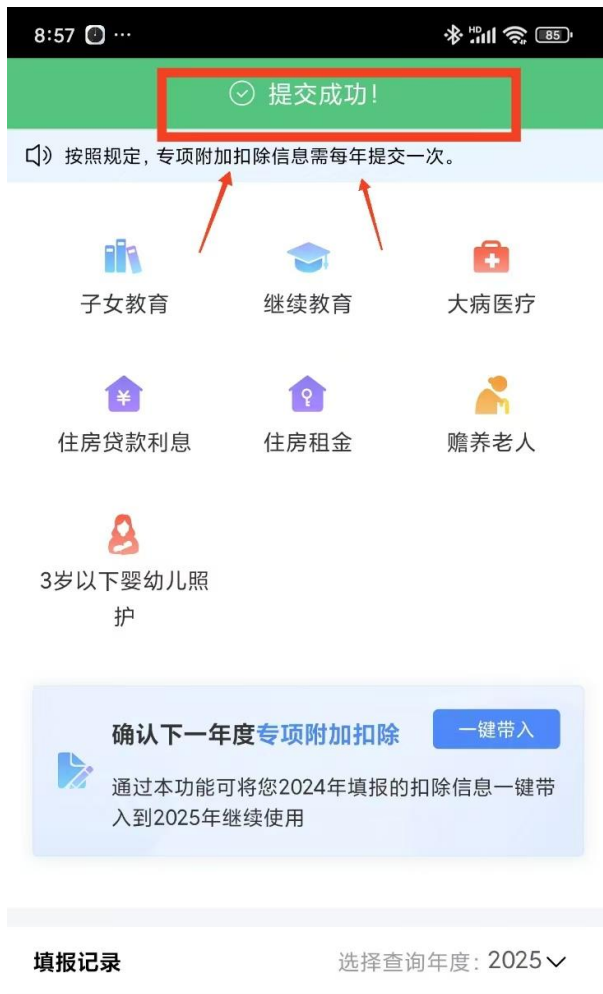 8:57 ... HD 85
提交成功!
按照规定，专项附加扣除信息需每年提交一次。
子女教育 继续教育 大病医疗
¥
住房贷款利息 住房租金 赡养老人
3岁以下婴幼儿照
护
确认下一年度专项附加扣除 一键带入
通过本功能可将您2024年填报的扣除信息一键带
入到2025年继续使用
填报记录 选择查询年度: 2025